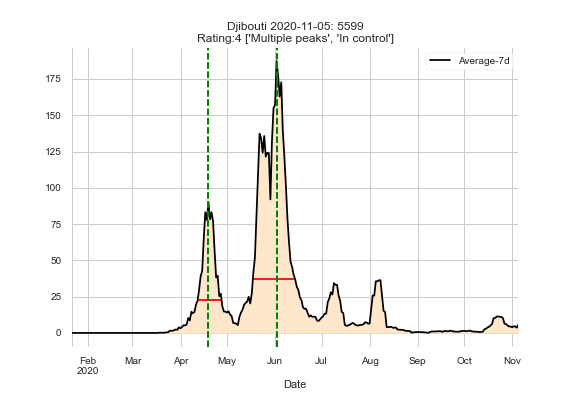 Djibouti 2020-11-05: 5599
Rating:4 ['Multiple peaks', 'In control']
Average-7d
175
150
125
100
75
50
25
0
Feb Mar Apr May Jun Jul Aug Sep Oct Nov
2020
Date